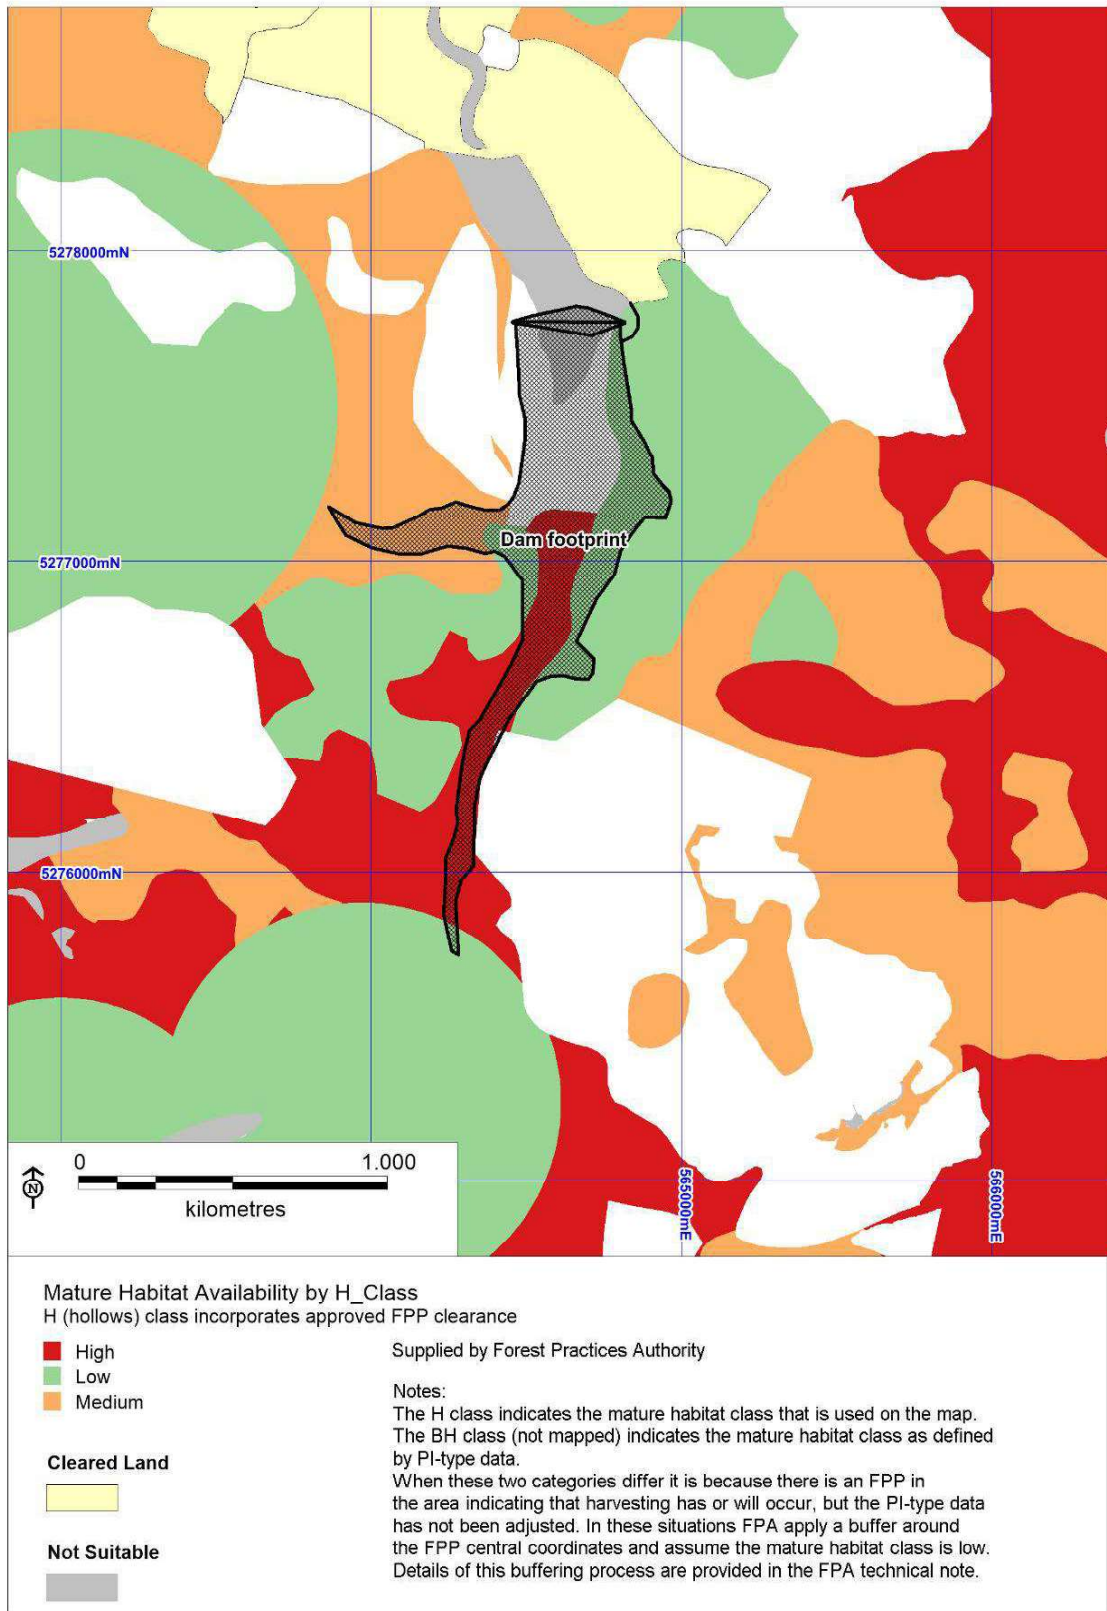 5278000mN
Dam footprint
5277000mN
5276000mN
0 1.000
N
kilometres
565000mE
566000mE
Mature Habitat Availability by H_Class
H (hollows) class incorporates approved FPP clearance
High
Low
Medium
Cleared Land
Not Suitable
Supplied by Forest Practices Authority
Notes:
The H class indicates the mature habitat class that is used on the map.
The BH class (not mapped) indicates the mature habitat class as defined
by PI-type data.
When these two categories differ it is because there is an FPP in
the area indicating that harvesting has or will occur, but the PI-type data
has not been adjusted. In these situations FPA apply a buffer around
the FPP central coordinates and assume the mature habitat class is low.
Details of this buffering process are provided in the FPA technical note.